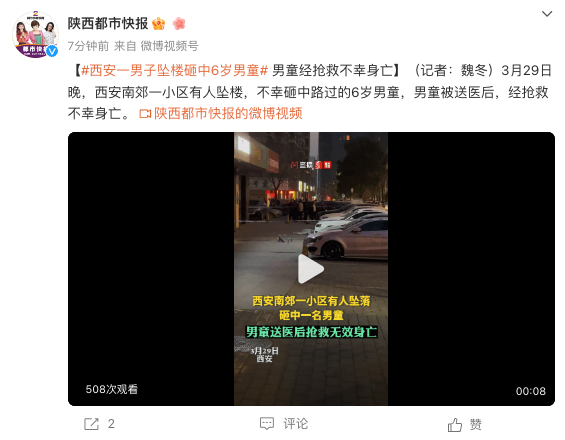 陕西都市快报
7分钟前 来自 微博视频号
都市快报
【#西安一男子坠楼砸中6岁男童# 男童经抢救不幸身亡】（记者：魏冬）3月29日
晚，西安南郊一小区有人坠楼，不幸砸中路过的6岁男童，男童被送医后，经抢救
不幸身亡。 陕西都市快报的微博视频
西安南郊一小区有人坠落
砸中一名男童
男童送医后抢救无效身亡
3月29日
西安
508次观看
00:08
2
评论
赞